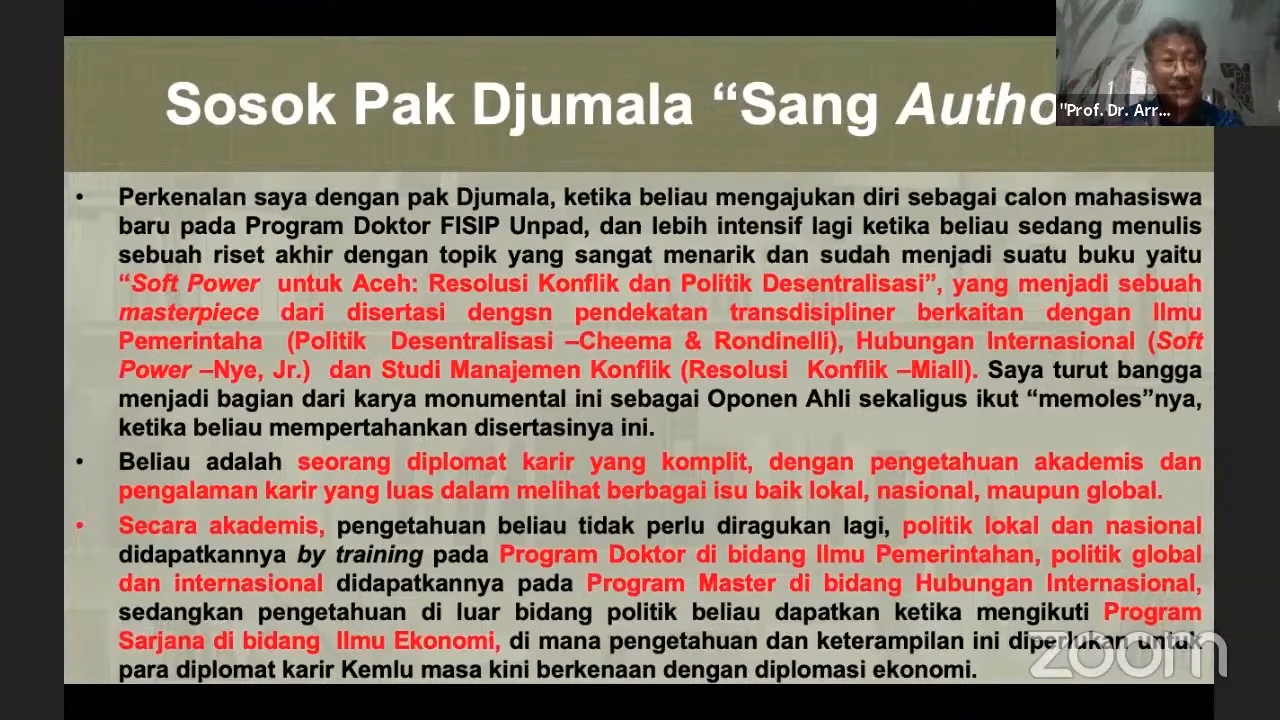 Sosok Pak Djumala “Sang Autho
"Prof. Dr. Arr...
• Perkenalan saya dengan pak Djumala, ketika beliau mengajukan diri sebagai calon mahasiswa
baru pada Program Doktor FISIP Unpad, dan lebih intensif lagi ketika beliau sedang menulis
sebuah riset akhir dengan topik yang sangat menarik dan sudah menjadi suatu buku yaitu
“Soft Power untuk Aceh: Resolusi Konflik dan Politik Desentralisasi”, yang menjadi sebuah
masterpiece dari disertasi dengsn pendekatan transdisipliner berkaitan dengan Ilmu
Pemerintaha (Politik Desentralisasi –Cheema & Rondinelli), Hubungan Internasional (Soft
Power –Nye, Jr.) dan Studi Manajemen Konflik (Resolusi Konflik –Miall). Saya turut bangga
menjadi bagian dari karya monumental ini sebagai Oponen Ahli sekaligus ikut “memoles”nya,
ketika beliau mempertahankan disertasinya ini.
• Beliau adalah seorang diplomat karir yang komplit, dengan pengetahuan akademis dan
pengalaman karir yang luas dalam melihat berbagai isu baik lokal, nasional, maupun global.
• Secara akademis, pengetahuan beliau tidak perlu diragukan lagi, politik lokal dan nasional
didapatkannya by training pada Program Doktor di bidang Ilmu Pemerintahan, politik global
dan internasional didapatkannya pada Program Master di bidang Hubungan Internasional,
sedangkan pengetahuan di luar bidang politik beliau dapatkan ketika mengikuti Program
Sarjana di bidang Ilmu Ekonomi, di mana pengetahuan dan keterampilan ini diperlukan untuk
para diplomat karir Kemlu masa kini berkenaan dengan diplomasi ekonomi.
zoom